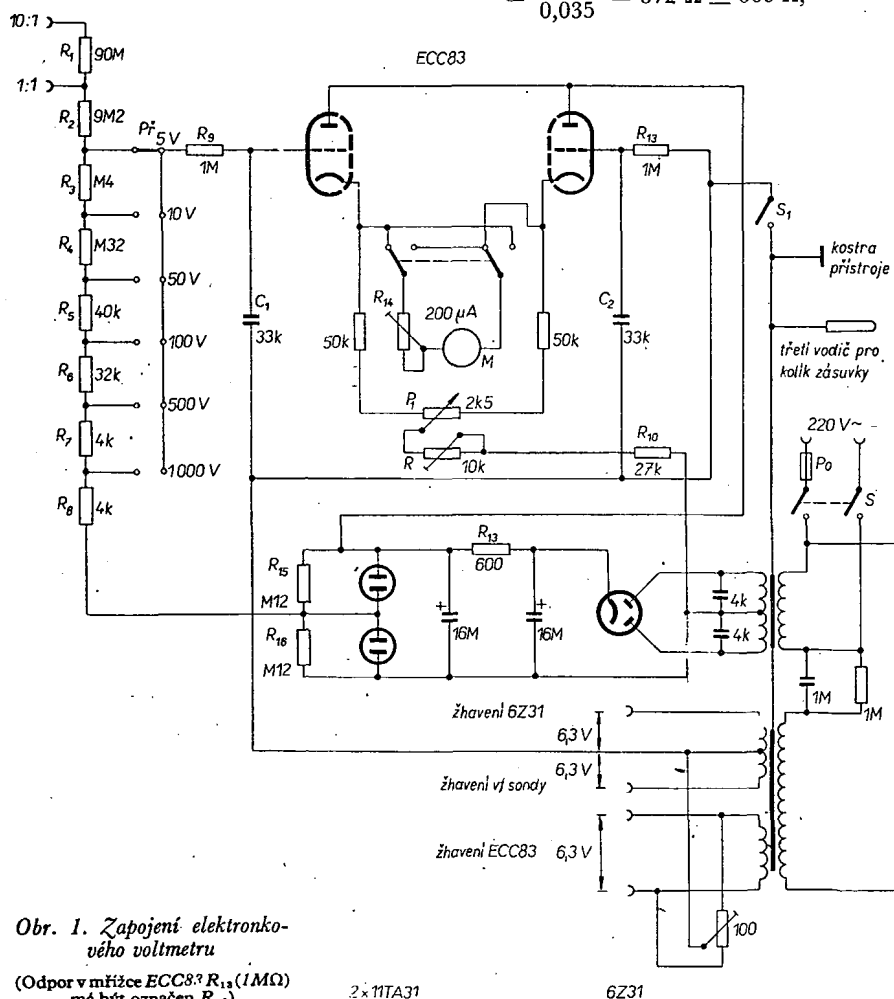 0,035
10:1
R₁ 90M
1:1
R₂ 9M2
Př
5 V
R₉
1M
ECC83
R₁₃
1M
R₃ M4
10 V
R₄ M32
50 V
R₅ 40k
100 V
R₆ 32k
500 V
R₇ 4k
1000 V
R₈ 4k
C₁
33k
50k
R₁₄
200 μA
M
50k
C₂
33k
P₁ 2k5
R 10k
R₁₀
27k
S₁
kostra
přístroje
třetí vodič pro
kolík zásuvky
220 V~
Po
S
R₁₅
M12
R₁₆
M12
R₁₃
600
16M
16M
4k
4k
1M
1M
žhavení 6Z31
6,3 V
6,3 V
žhavení vf sondy
žhavení ECC83 6,3 V
100
Obr. 1. Zapojení elektronko-
vého voltmetru
(Odpor v mřížce ECC83 R₁₃ (1MΩ)
má být označen
2×11TA31
6Z31